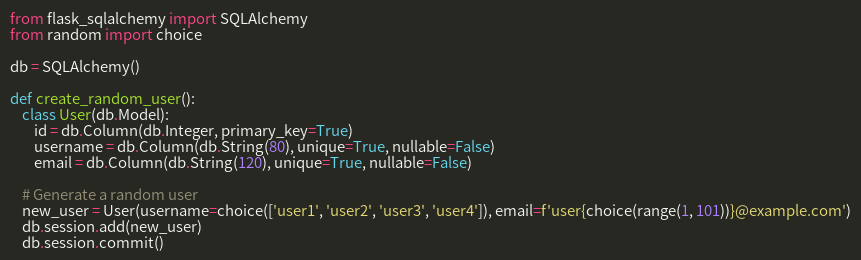 from flask_sqlalchemy import SQLAlchemy
from random import choice

db = SQLAlchemy()

def create_random_user():
    class User(db.Model):
        id = db.Column(db.Integer, primary_key=True)
        username = db.Column(db.String(80), unique=True, nullable=False)
        email = db.Column(db.String(120), unique=True, nullable=False)

    # Generate a random user
    new_user = User(username=choice(['user1', 'user2', 'user3', 'user4']), email=f'user{choice(range(1, 101))}@example.com')
    db.session.add(new_user)
    db.session.commit()